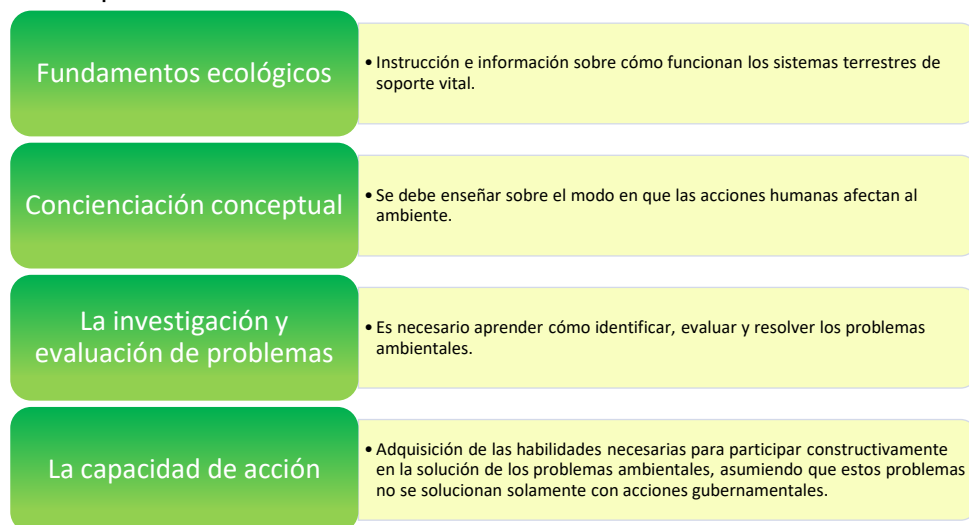 Fundamentos ecológicos
• Instrucción e información sobre cómo funcionan los sistemas terrestres de
soporte vital.
Concienciación conceptual
• Se debe enseñar sobre el modo en que las acciones humanas afectan al
ambiente.
La investigación y
evaluación de problemas
• Es necesario aprender cómo identificar, evaluar y resolver los problemas
ambientales.
La capacidad de acción
• Adquisición de las habilidades necesarias para participar constructivamente
en la solución de los problemas ambientales, asumiendo que estos problemas
no se solucionan solamente con acciones gubernamentales.